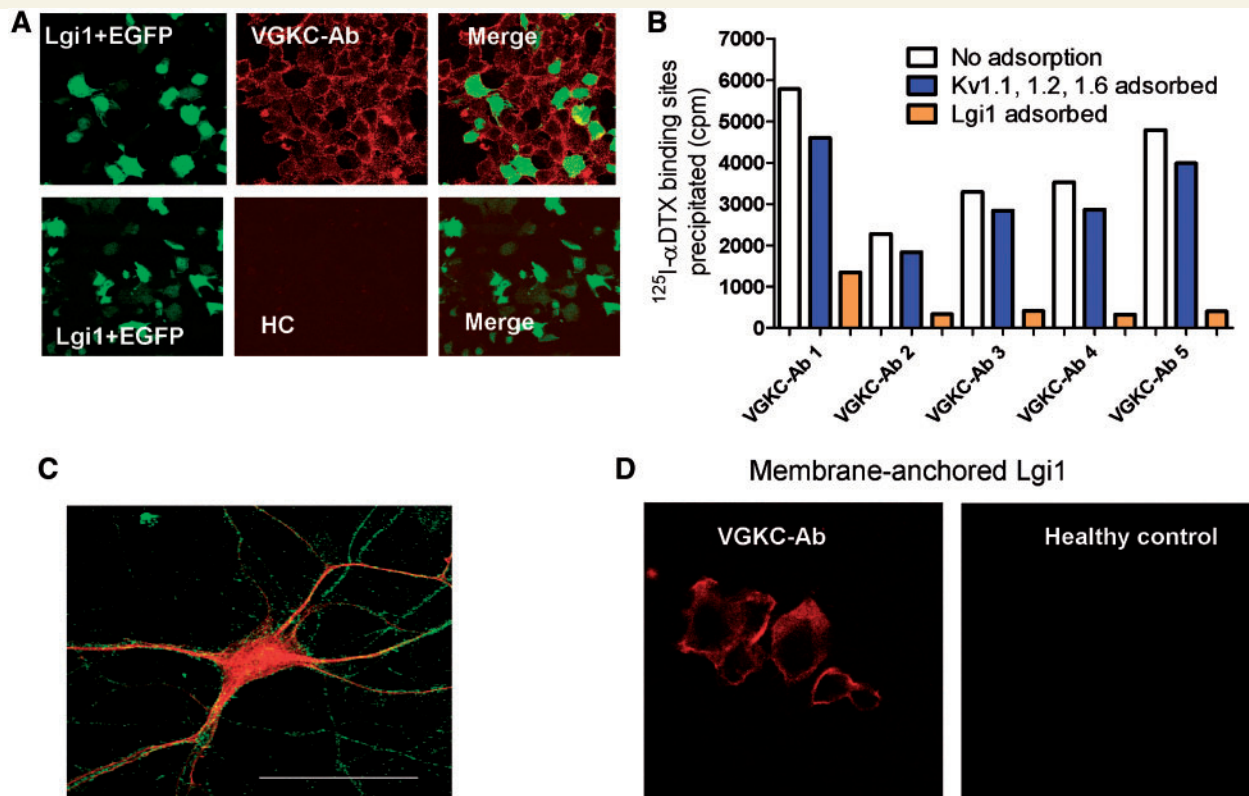 A
Lgi1+EGFP
VGKC-Ab
Merge
Lgi1+EGFP
HC
Merge
B
7000
6000
5000
4000
3000
2000
1000
0
¹²⁵I-αDTX binding sites
precipitated (cpm)
No adsorption
Kv1.1, 1.2, 1.6 adsorbed
Lgi1 adsorbed
VGKC-Ab 1
VGKC-Ab 2
VGKC-Ab 3
VGKC-Ab 4
VGKC-Ab 5
C
D
Membrane-anchored Lgi1
VGKC-Ab
Healthy control